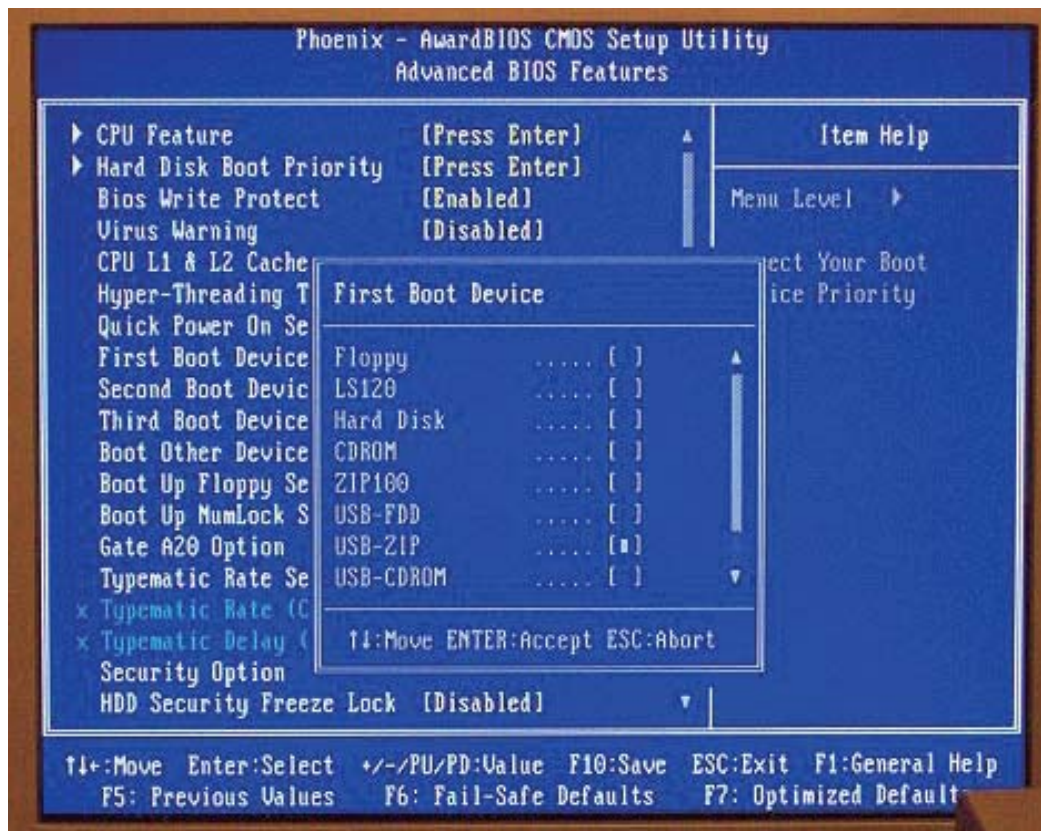 Phoenix - AwardBIOS CMOS Setup Utility
Advanced BIOS Features
CPU Feature [Press Enter]
Hard Disk Boot Priority [Press Enter]
Bios Write Protect [Enabled]
Virus Warning [Disabled]
CPU L1 & L2 Cache
Hyper-Threading T
Quick Power On Se
First Boot Device
Second Boot Devic
Third Boot Device
Boot Other Device
Boot Up Floppy Se
Boot Up NumLock S
Gate A20 Option
Typematic Rate Se
x Typematic Rate (C
x Typematic Delay (
Security Option
HDD Security Freeze Lock [Disabled]
First Boot Device
Floppy ..... [ ]
LS120 ..... [ ]
Hard Disk ..... [ ]
CDROM ..... [ ]
ZIP100 ..... [ ]
USB-FDD ..... [ ]
USB-ZIP ..... [▪]
USB-CDROM ..... [ ]
↑↓:Move ENTER:Accept ESC:Abort
Item Help
Menu Level ▸
ect Your Boot
ice Priority
↑↓←:Move Enter:Select +/-/PU/PD:Value F10:Save ESC:Exit F1:General Help
F5: Previous Values F6: Fail-Safe Defaults F7: Optimized Default